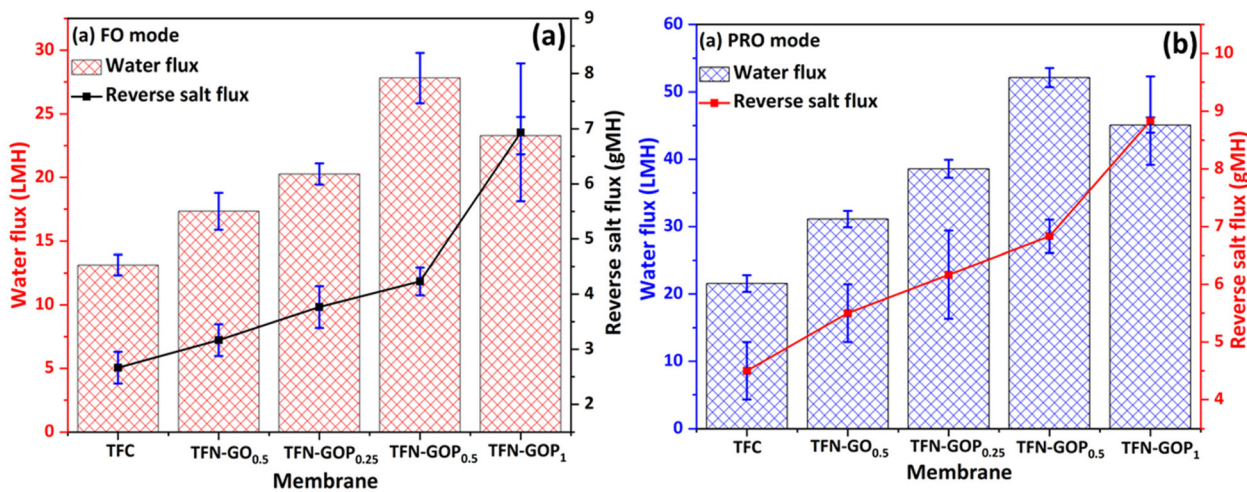 (a) FO mode
(a)
Water flux
Reverse salt flux
Water flux (LMH)
0
5
10
15
20
25
30
Reverse salt flux (gMH)
2
3
4
5
6
7
8
9
TFC
TFN-GO0.5
TFN-GOP0.25
TFN-GOP0.5
TFN-GOP1
Membrane
(a) PRO mode
(b)
Water flux
Reverse salt flux
Water flux (LMH)
0
10
20
30
40
50
60
Reverse salt flux (gMH)
4
5
6
7
8
9
10
TFC
TFN-GO0.5
TFN-GOP0.25
TFN-GOP0.5
TFN-GOP1
Membrane